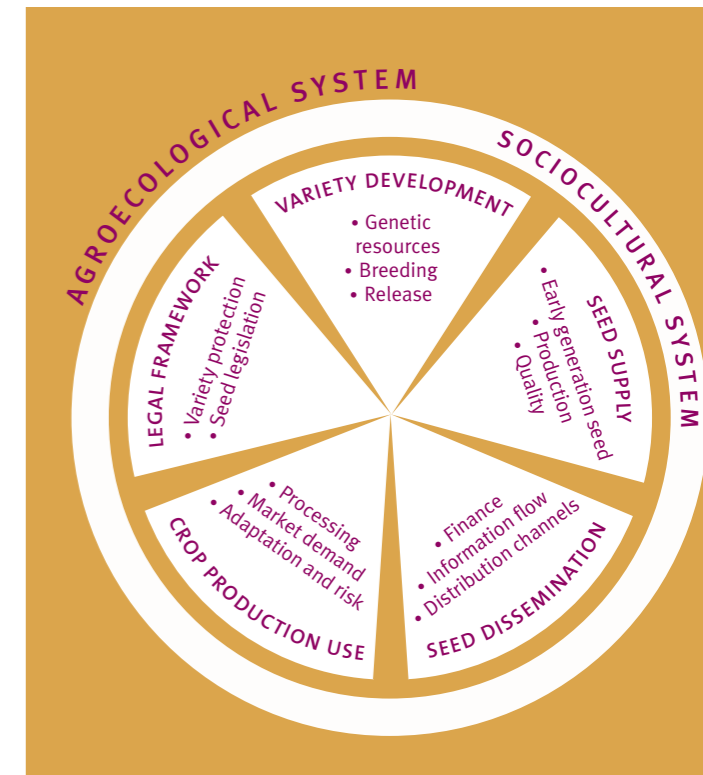 AGROECOLOGICAL SYSTEM
SOCIOCULTURAL SYSTEM
VARIETY DEVELOPMENT
• Genetic
resources
• Breeding
• Release
SEED SUPPLY
• Early generation seed
• Production
• Quality
SEED DISSEMINATION
• Finance
• Information flow
• Distribution channels
CROP PRODUCTION USE
• Processing
• Market demand
• Adaptation and risk
LEGAL FRAMEWORK
• Variety protection
• Seed legislation